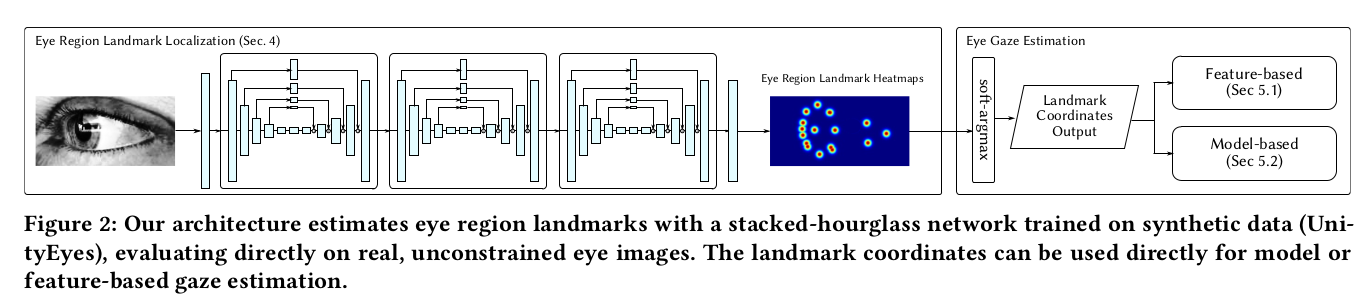 Eye Region Landmark Localization (Sec. 4)
Eye Region Landmark Heatmaps
Eye Gaze Estimation
soft-argmax
Landmark
Coordinates
Output
Feature-based
(Sec 5.1)
Model-based
(Sec 5.2)
Figure 2: Our architecture estimates eye region landmarks with a stacked-hourglass network trained on synthetic data (Uni-
tyEyes), evaluating directly on real, unconstrained eye images. The landmark coordinates can be used directly for model or
feature-based gaze estimation.